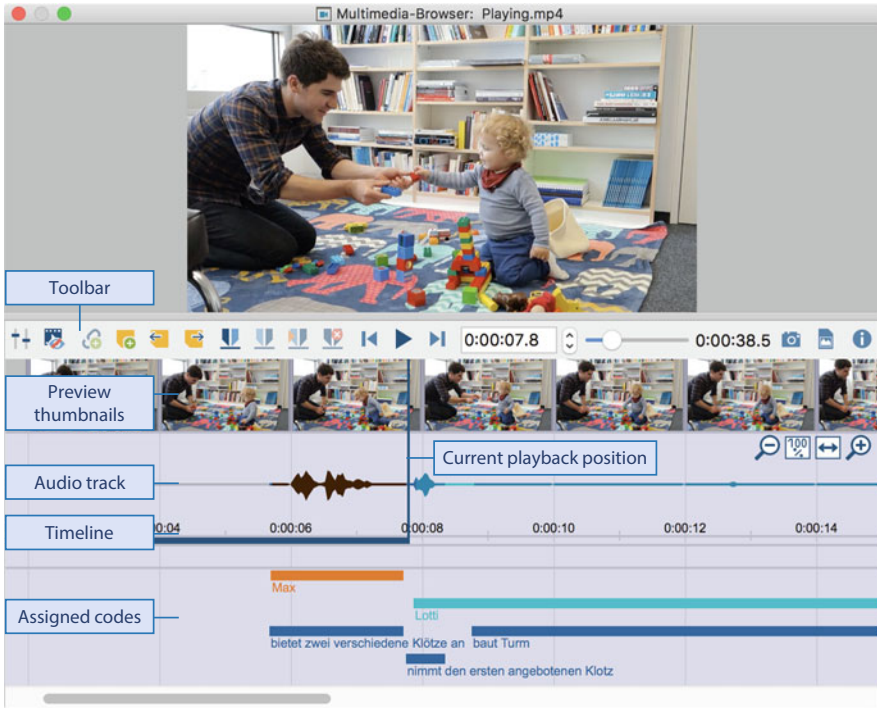 Multimedia-Browser: Playing.mp4
Toolbar
0:00:07.8
0:00:38.5
Preview
thumbnails
100
%
Current playback position
Audio track
Timeline
0:04
0:00:06
0:00:08
0:00:10
0:00:12
0:00:14
Max
Assigned codes
Lotti
bietet zwei verschiedene Klötze an
baut Turm
nimmt den ersten angebotenen Klotz